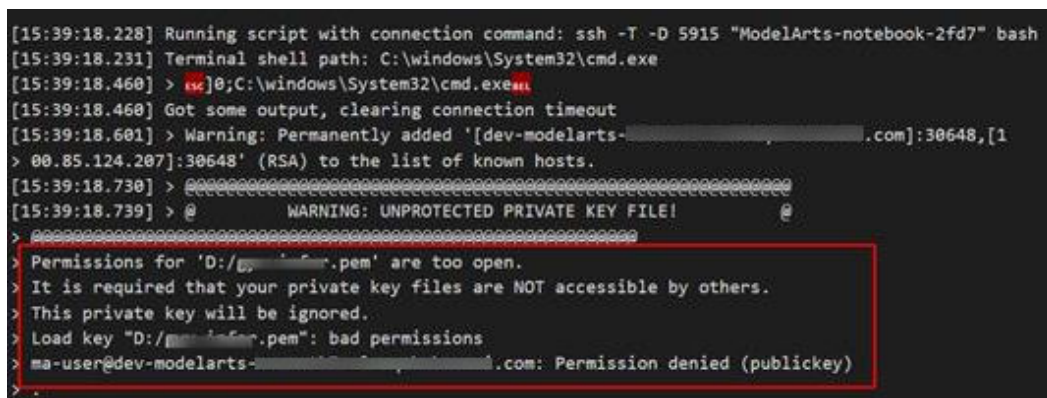 [15:39:18.228] Running script with connection command: ssh -T -D 5915 "ModelArts-notebook-2fd7" bash
[15:39:18.231] Terminal shell path: C:\windows\System32\cmd.exe
[15:39:18.460] > ESC]0;C:\windows\System32\cmd.exeBEL
[15:39:18.460] Got some output, clearing connection timeout
[15:39:18.601] > Warning: Permanently added '[dev-modelarts- .com]:30648,[1
> 00.85.124.207]:30648' (RSA) to the list of known hosts.
[15:39:18.730] > @@@@@@@@@@@@@@@@@@@@@@@@@@@@@@@@@@@@@@@@@@@@@@@@@@@@@@@@@@@
[15:39:18.739] > @ WARNING: UNPROTECTED PRIVATE KEY FILE! @
> @@@@@@@@@@@@@@@@@@@@@@@@@@@@@@@@@@@@@@@@@@@@@@@@@@@@@@@@@@@
> Permissions for 'D:/ .pem' are too open.
> It is required that your private key files are NOT accessible by others.
> This private key will be ignored.
> Load key "D:/ .pem": bad permissions
> ma-user@dev-modelarts- .com: Permission denied (publickey)
> .